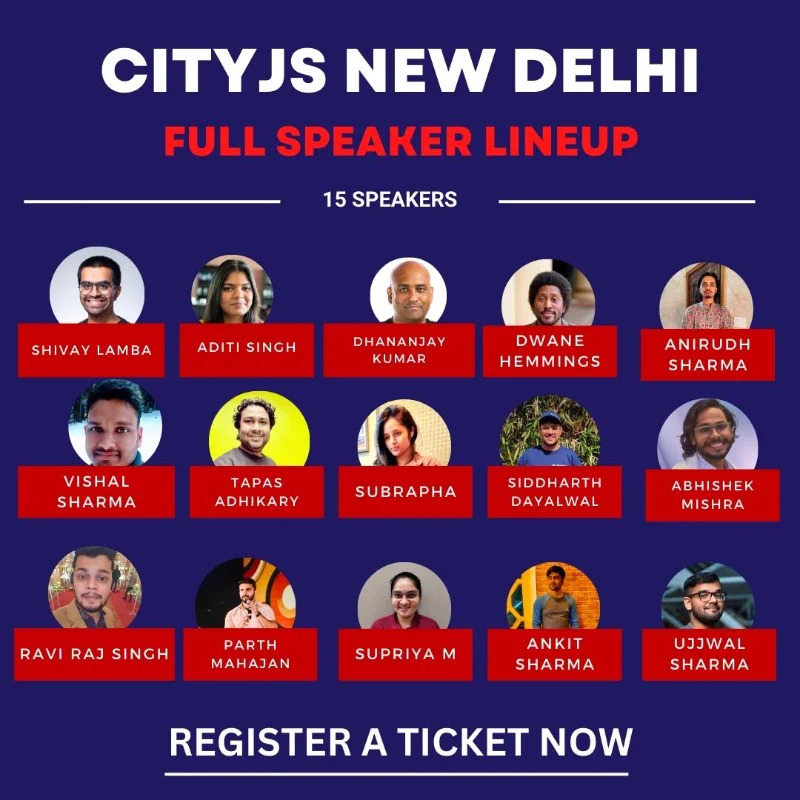 CITYJS NEW DELHI
FULL SPEAKER LINEUP
15 SPEAKERS
SHIVAY LAMBA
ADITI SINGH
DHANANJAY
KUMAR
DWANE
HEMMINGS
ANIRUDH
SHARMA
VISHAL
SHARMA
TAPAS
ADHIKARY
SUBRAPHA
SIDDHARTH
DAYALWAL
ABHISHEK
MISHRA
RAVI RAJ SINGH
PARTH
MAHAJAN
SUPRIYA M
ANKIT
SHARMA
UJJWAL
SHARMA
REGISTER A TICKET NOW